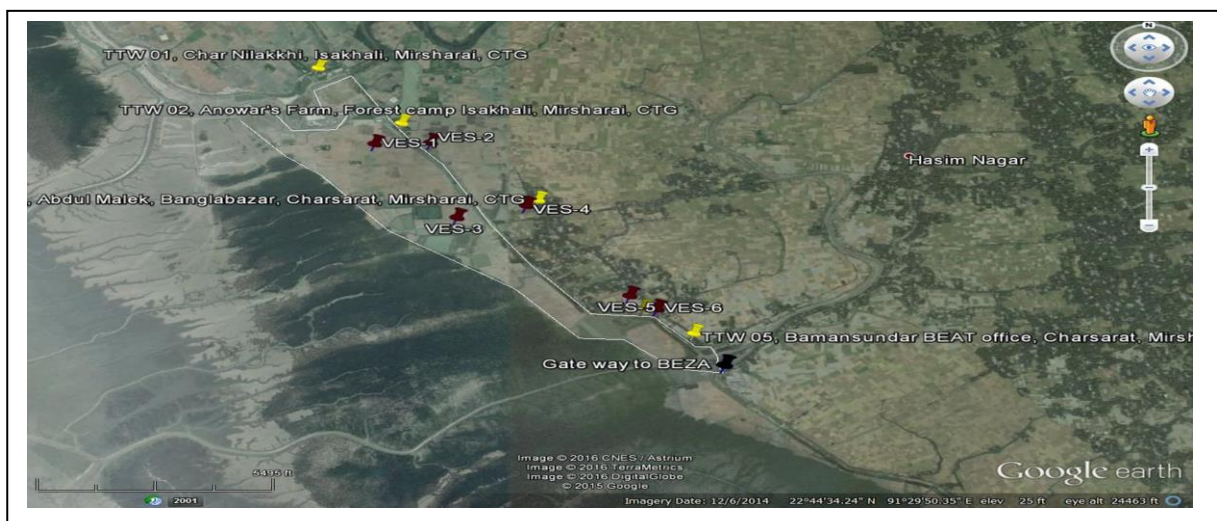 N
TTW 01, Char Nilakkhi, Isakhali, Mirsharai, CTG
TTW 02, Anowar's Farm, Forest camp Isakhali, Mirsharai, CTG
VES-1
VES-2
Hasim Nagar
, Abdul Malek, Banglabazar, Charsarat, Mirsharai, CTG
VES-4
VES-3
VES-5
VES-6
TTW 05, Bamansundar BEAT office, Charsarat, Mirsh
Gate way to BEZA
5495 ft
Image © 2016 CNES / Astrium
Image © 2016 TerraMetrics
Image © 2016 DigitalGlobe
© 2015 Google
Google earth
2001
Imagery Date: 12/6/2014 22°44'34.24" N 91°29'50.35" E elev 25 ft eye alt 24463 ft